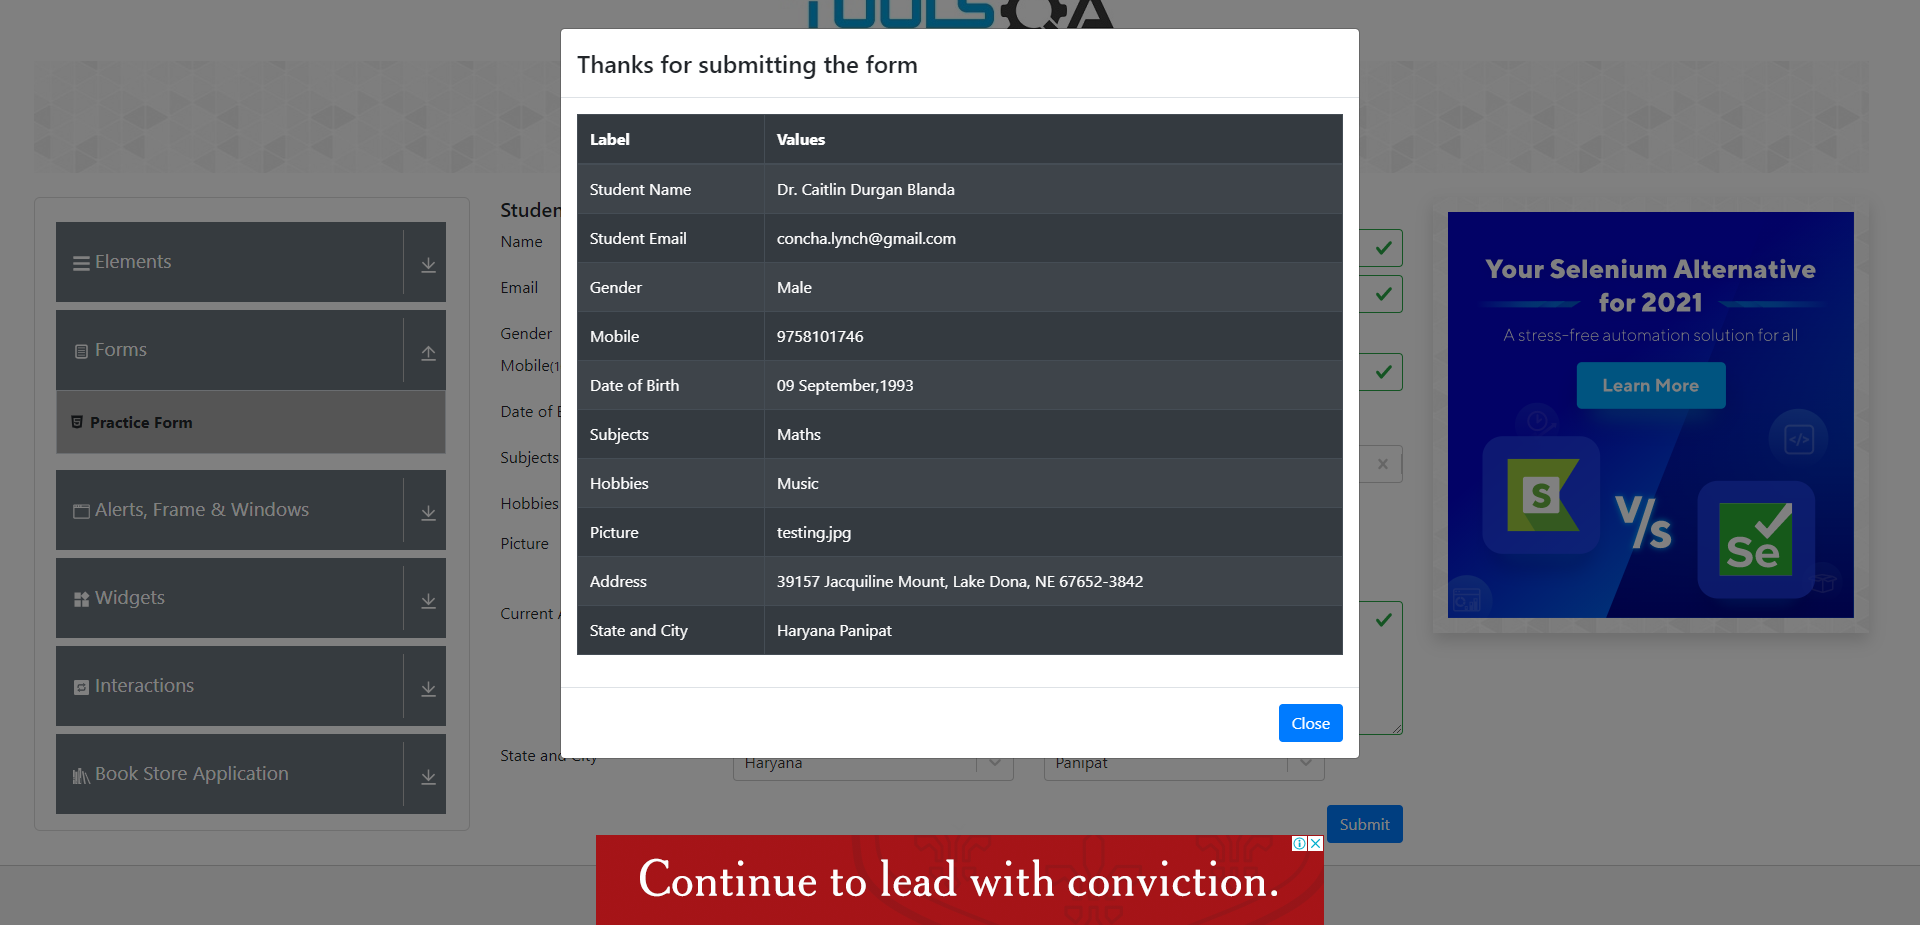 TOOLSQA
Thanks for submitting the form
Label Values
Student Name Dr. Caitlin Durgan Blanda
Student Email concha.lynch@gmail.com
Gender Male
Mobile 9758101746
Date of Birth 09 September,1993
Subjects Maths
Hobbies Music
Picture testing.jpg
Address 39157 Jacquiline Mount, Lake Dona, NE 67652-3842
State and City Haryana Panipat
Close
Elements
Forms
Practice Form
Alerts, Frame & Windows
Widgets
Interactions
Book Store Application
Studen
Name
Email
Gender
Mobile(1
Date of B
Subjects
Hobbies
Picture
Current A
State and City Haryana Panipat
Submit
Your Selenium Alternative
for 2021
A stress-free automation solution for all
Learn More
</>
S V/s Se
Continue to lead with conviction.